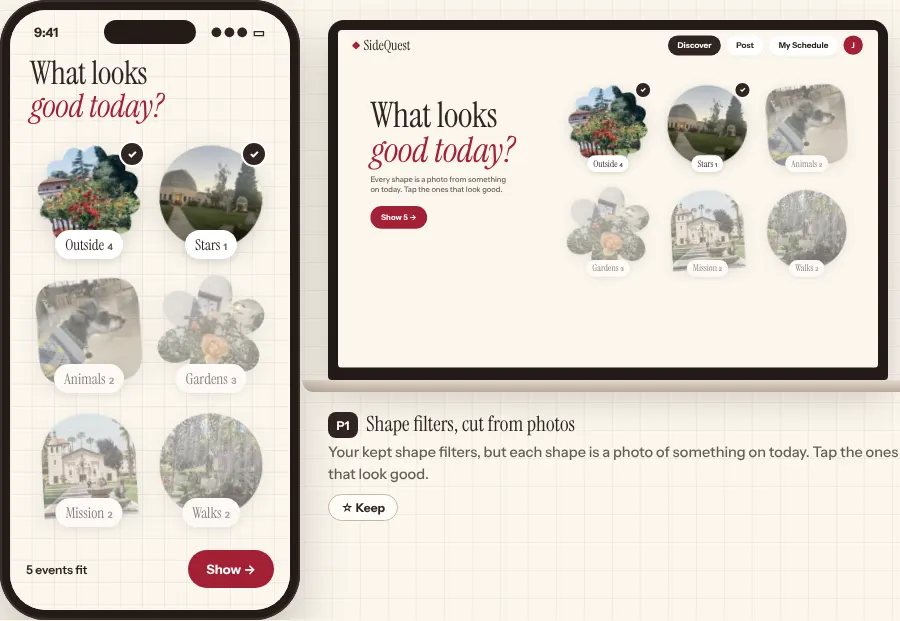 9:41
What looks
good today?
Outside 4
Stars 1
Animals 2
Gardens 3
Mission 2
Walks 2
5 events fit
Show →
SideQuest
Discover
Post
My Schedule
J
What looks
good today?
Every shape is a photo from something
on today. Tap the ones that look good.
Show 5 →
Outside 4
Stars 1
Animals 2
Gardens 3
Mission 2
Walks 2
P1 Shape filters, cut from photos
Your kept shape filters, but each shape is a photo of something on today. Tap the ones
that look good.
☆ Keep